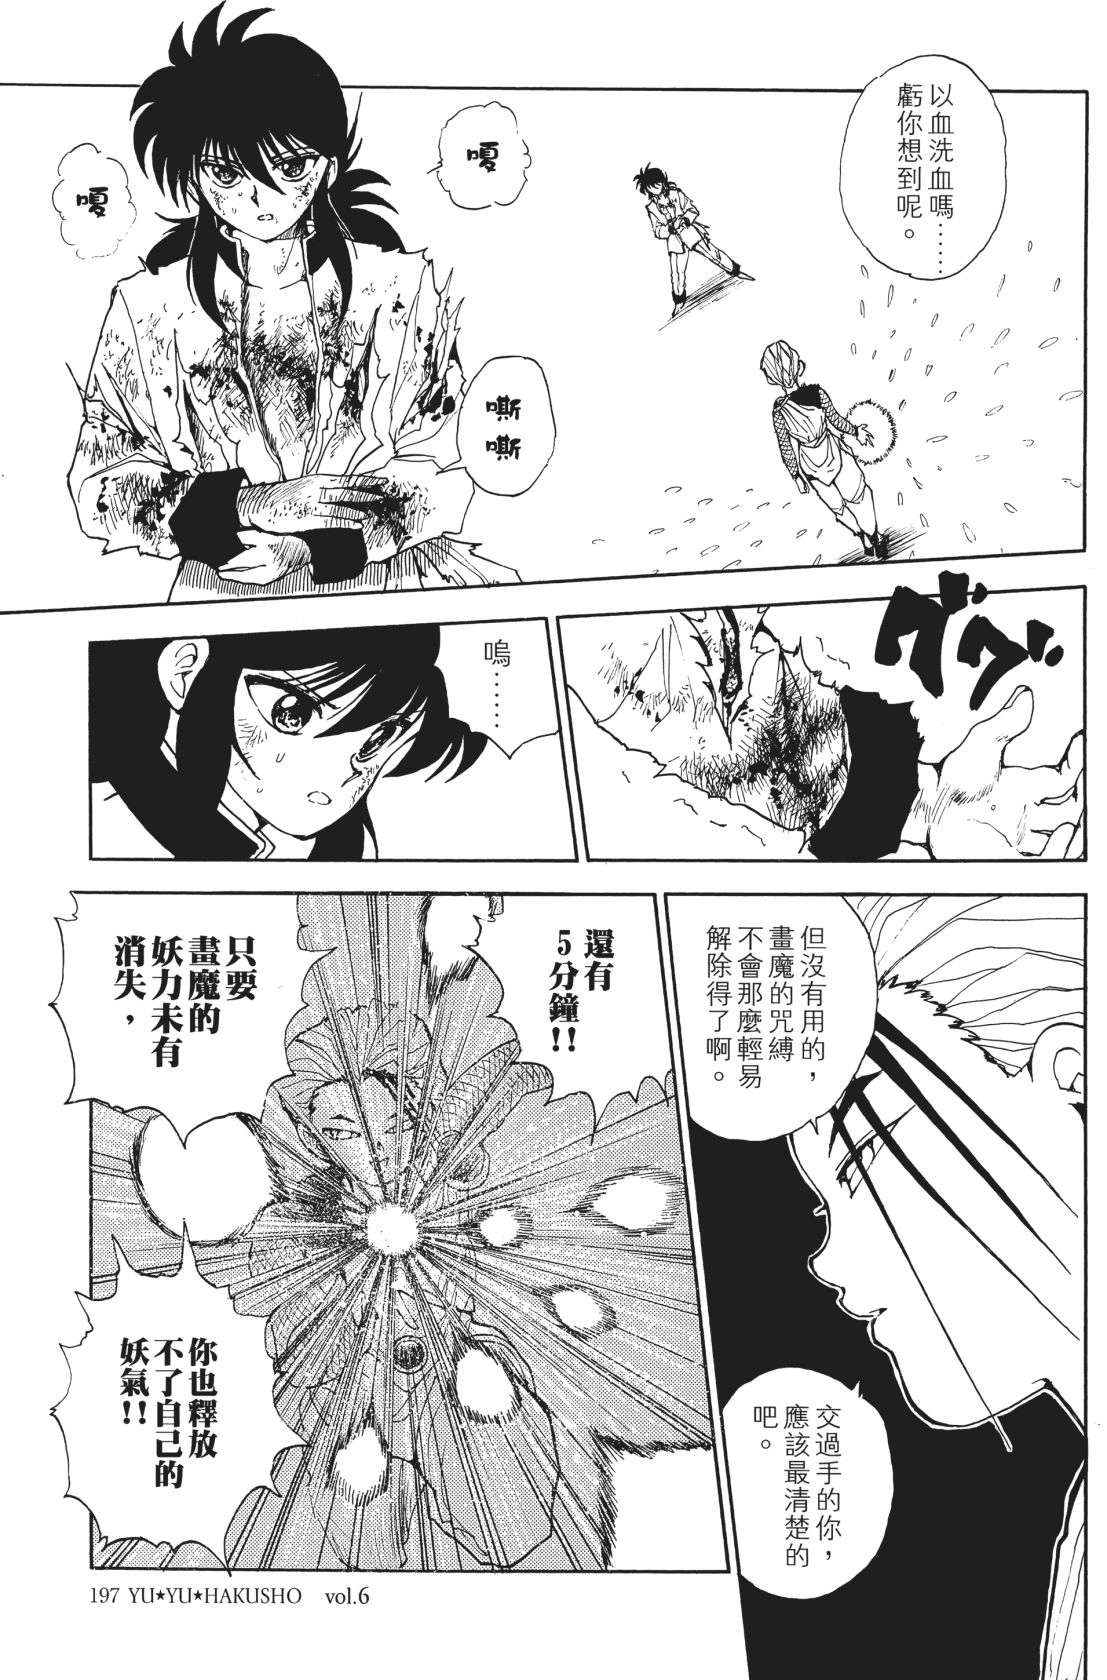 以血洗血嗎……
虧你想到呢。
嗄
嗄
嘶
嘶
ググ
嗚……
但沒有用的，
畫魔的咒縛
不會那麼輕易
解除得了啊。
交過手的你，
應該最清楚的
吧。
還有
5分鐘!!
只要
畫魔的
妖力未有
消失，
你也釋放
不了自己的
妖氣!!
197 YU★YU★HAKUSHO vol.6